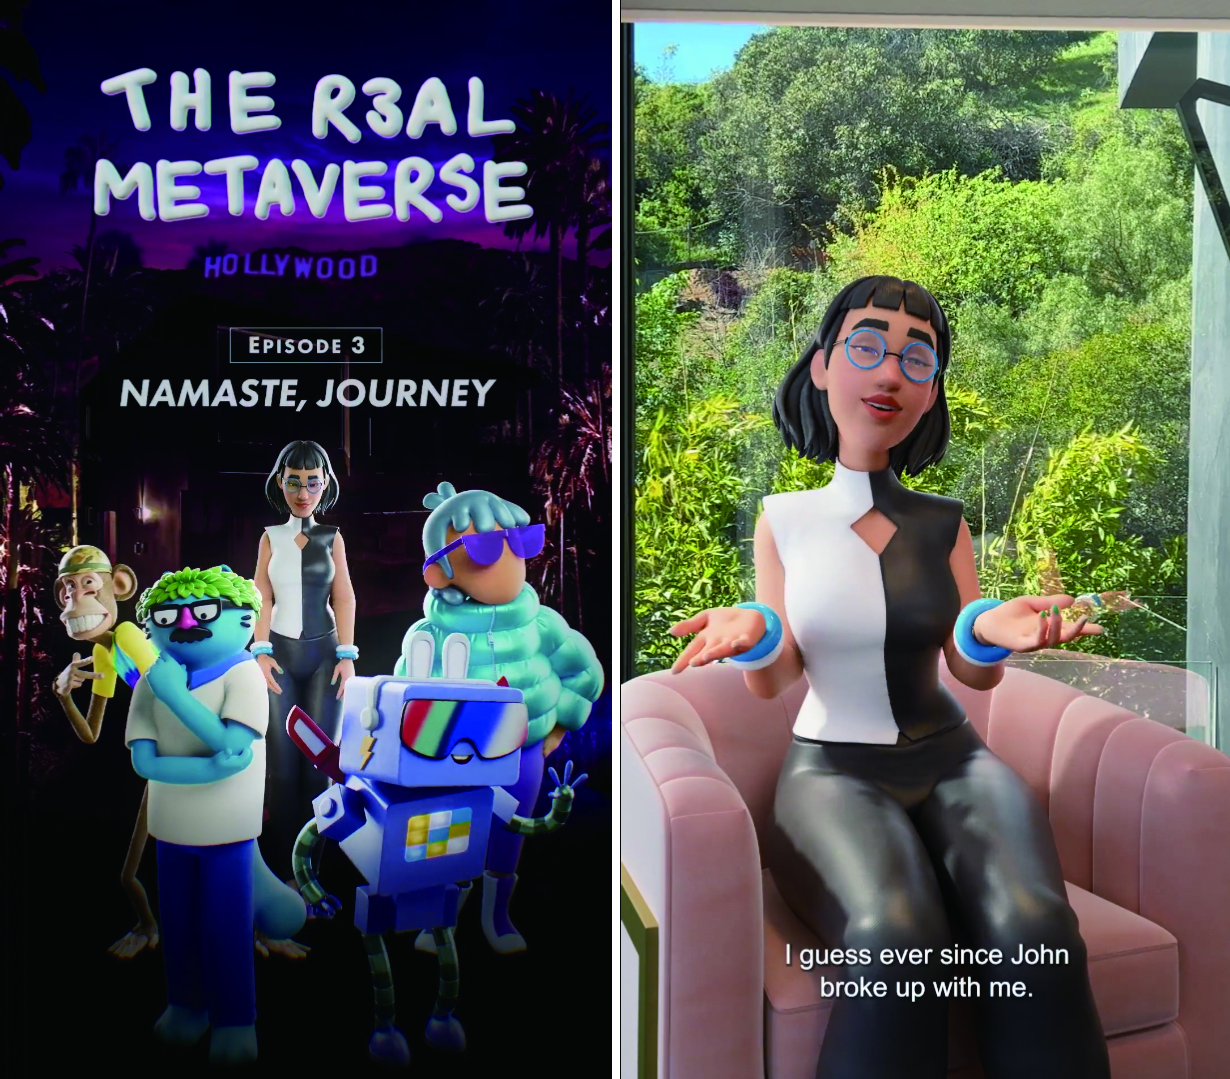 THE R3AL
METAVERSE
HOLLYWOOD
EPISODE 3
NAMASTE, JOURNEY
I guess ever since John
broke up with me.